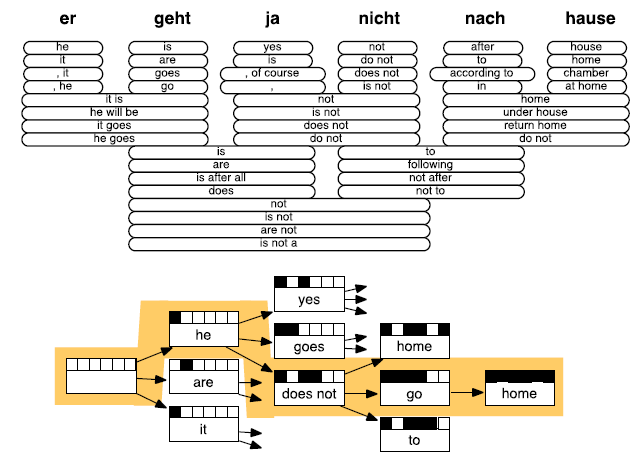 er geht ja nicht nach hause
he is yes not after house
it are is do not to home
, it goes , of course does not according to chamber
, he go , is not in at home
it is not home
he will be is not under house
it goes does not return home
he goes do not do not
is to
are following
is after all not after
does not to
not
is not
are not
is not a
yes
he goes home
are does not go home
it to